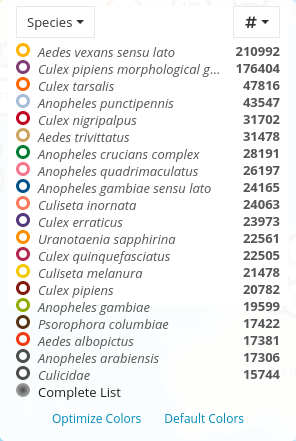 Species #
Aedes vexans sensu lato 210992
Culex pipiens morphological g... 176404
Culex tarsalis 47816
Anopheles punctipennis 43547
Culex nigripalpus 31702
Aedes trivittatus 31478
Anopheles crucians complex 28191
Anopheles quadrimaculatus 26197
Anopheles gambiae sensu lato 24165
Culiseta inornata 24063
Culex erraticus 23973
Uranotaenia sapphirina 22561
Culex quinquefasciatus 22505
Culiseta melanura 21478
Culex pipiens 20782
Anopheles gambiae 19599
Psorophora columbiae 17422
Aedes albopictus 17381
Anopheles arabiensis 17306
Culicidae 15744
Complete List
Optimize Colors Default Colors